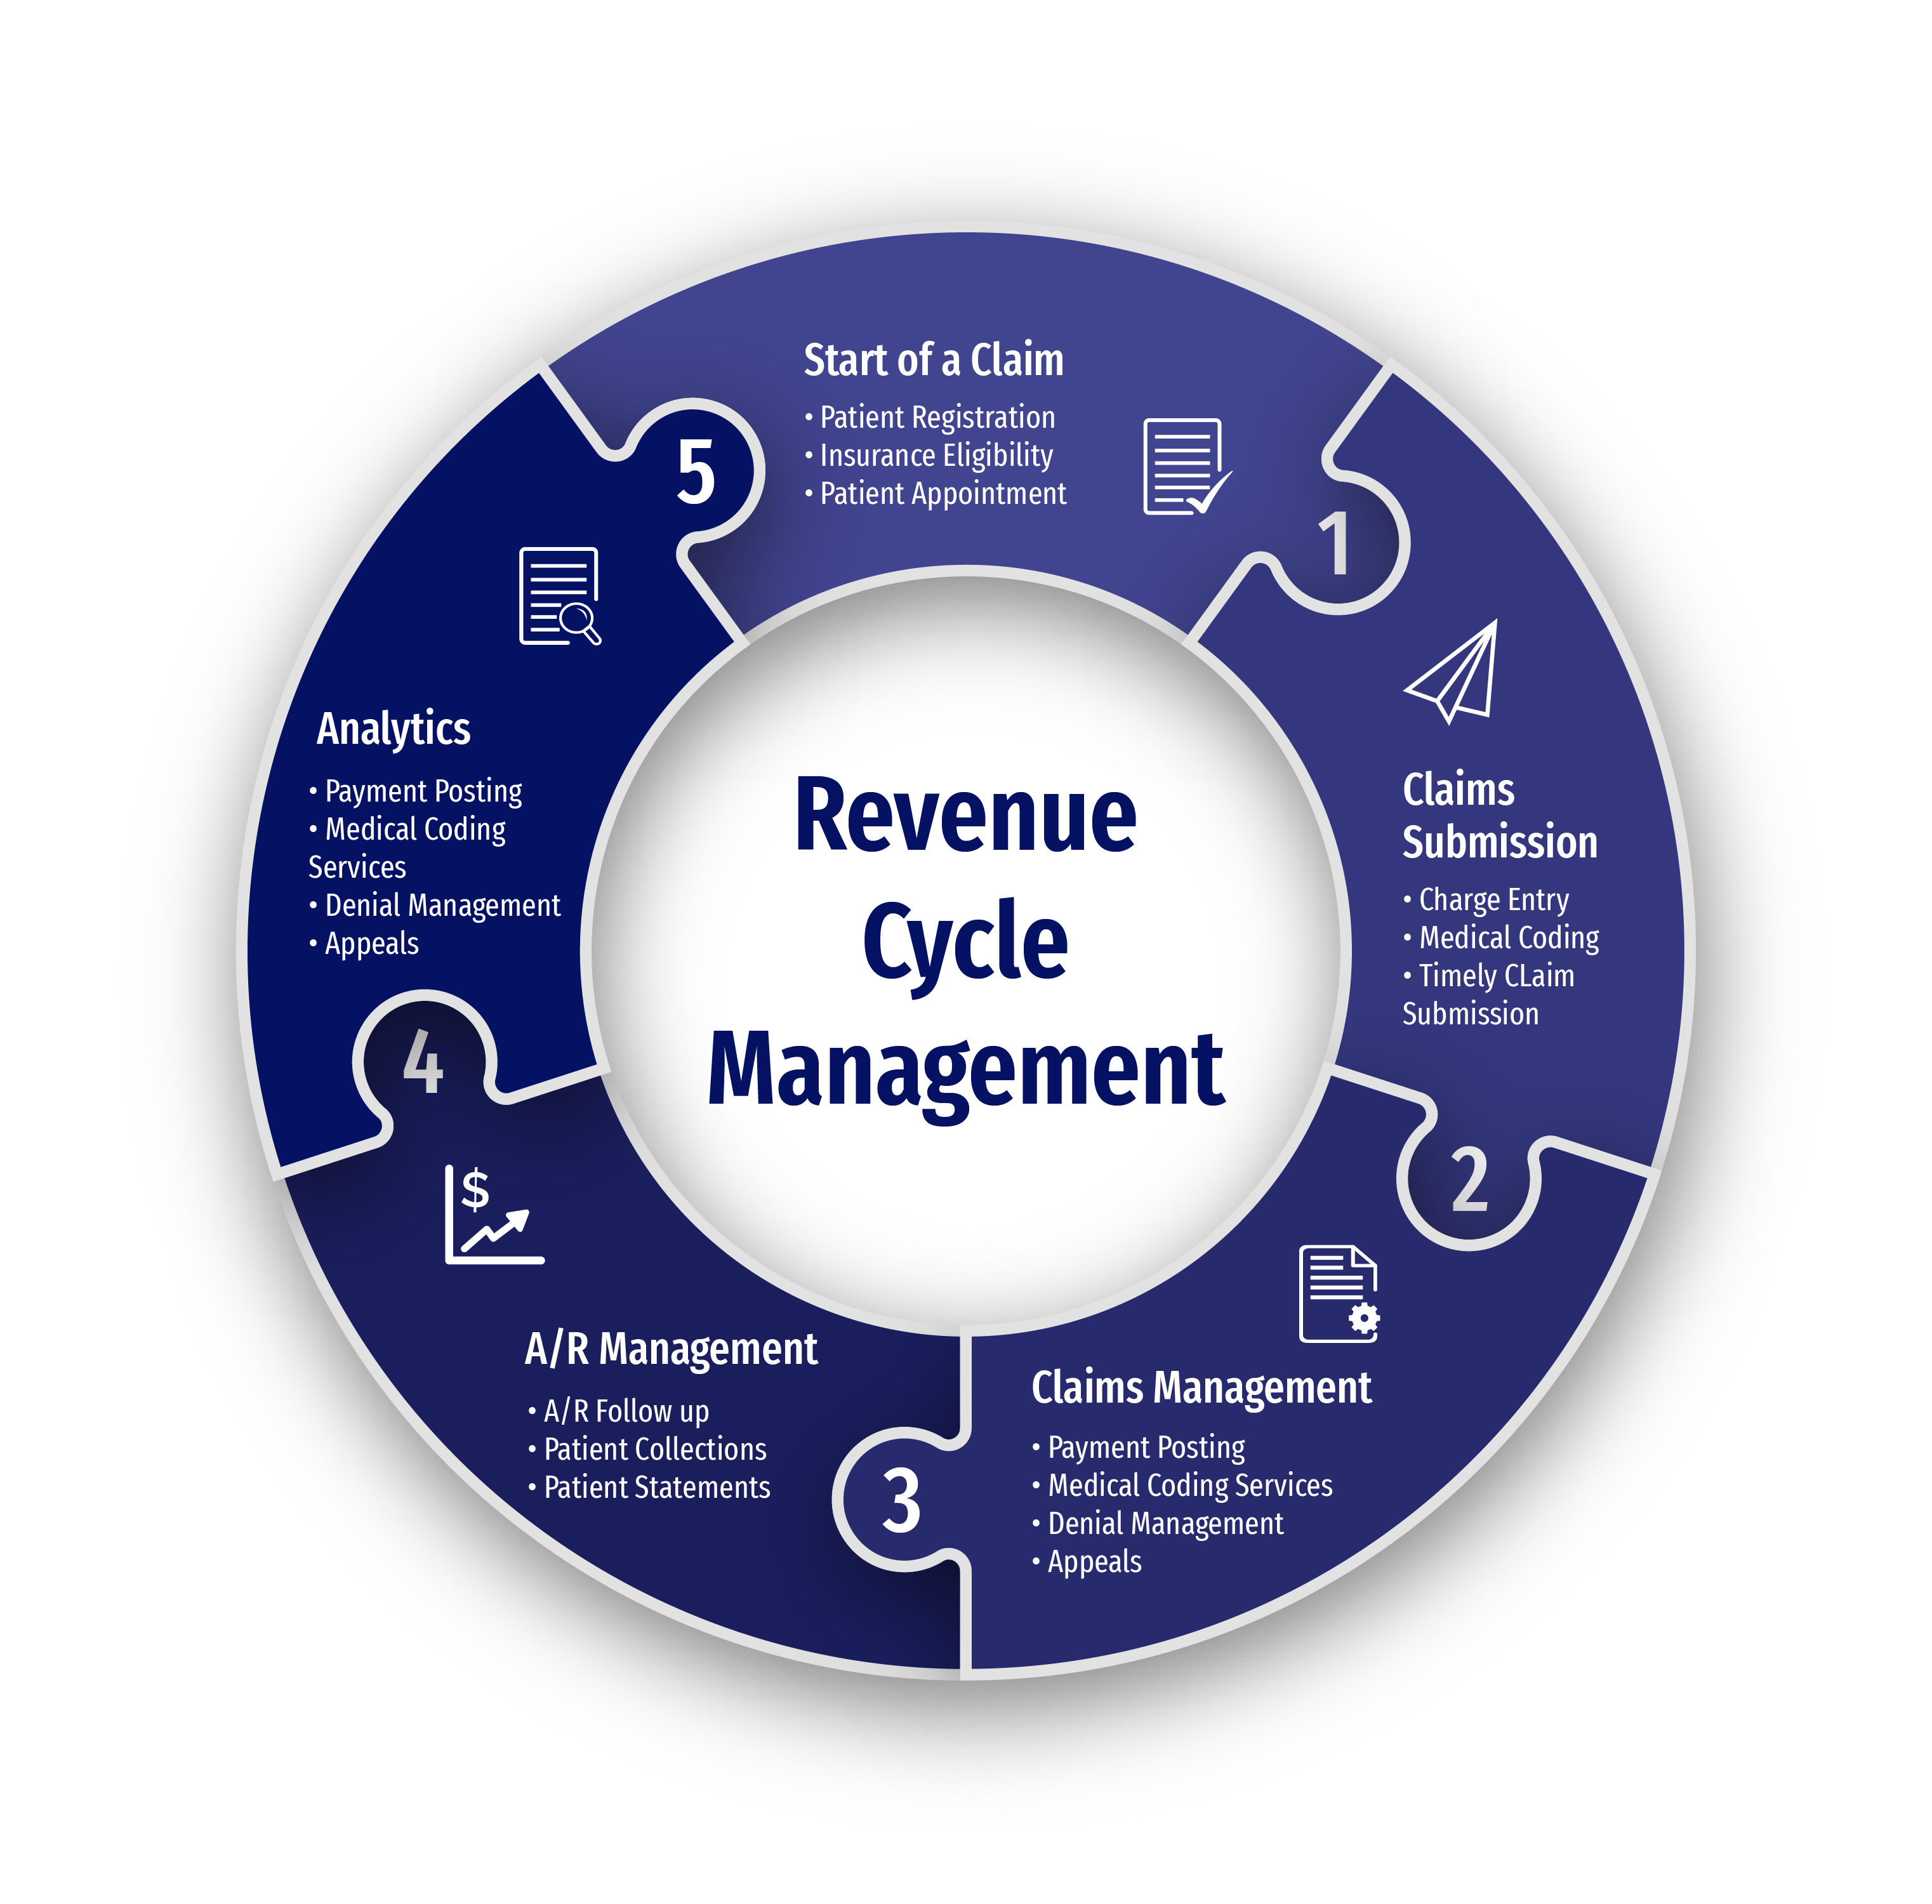 Revenue
Cycle
Management
Start of a Claim
• Patient Registration
• Insurance Eligibility
• Patient Appointment
1
Claims
Submission
• Charge Entry
• Medical Coding
• Timely CLaim
Submission
2
Claims Management
• Payment Posting
• Medical Coding Services
• Denial Management
• Appeals
3
A/R Management
• A/R Follow up
• Patient Collections
• Patient Statements
$
4
Analytics
• Payment Posting
• Medical Coding
Services
• Denial Management
• Appeals
5